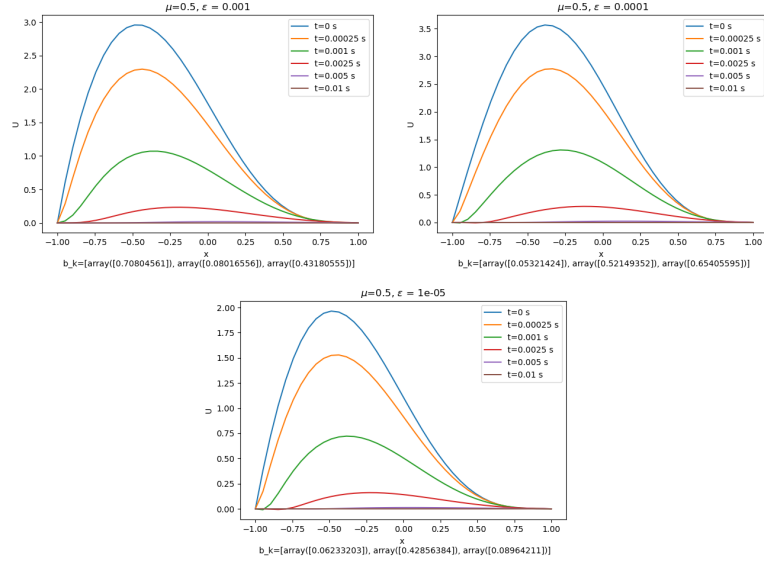 μ=0.5, ε = 0.001
3.0
2.5
2.0
1.5
1.0
0.5
0.0
U
t=0 s
t=0.00025 s
t=0.001 s
t=0.0025 s
t=0.005 s
t=0.01 s
−1.00 −0.75 −0.50 −0.25 0.00 0.25 0.50 0.75 1.00
x
b_k=[array([0.70804561]), array([0.08016556]), array([0.43180555])]
μ=0.5, ε = 0.0001
3.5
3.0
2.5
2.0
1.5
1.0
0.5
0.0
U
t=0 s
t=0.00025 s
t=0.001 s
t=0.0025 s
t=0.005 s
t=0.01 s
−1.00 −0.75 −0.50 −0.25 0.00 0.25 0.50 0.75 1.00
x
b_k=[array([0.05321424]), array([0.52149352]), array([0.65405595])]
μ=0.5, ε = 1e-05
2.00
1.75
1.50
1.25
1.00
0.75
0.50
0.25
0.00
U
t=0 s
t=0.00025 s
t=0.001 s
t=0.0025 s
t=0.005 s
t=0.01 s
−1.00 −0.75 −0.50 −0.25 0.00 0.25 0.50 0.75 1.00
x
b_k=[array([0.06233203]), array([0.42856384]), array([0.08964211])]